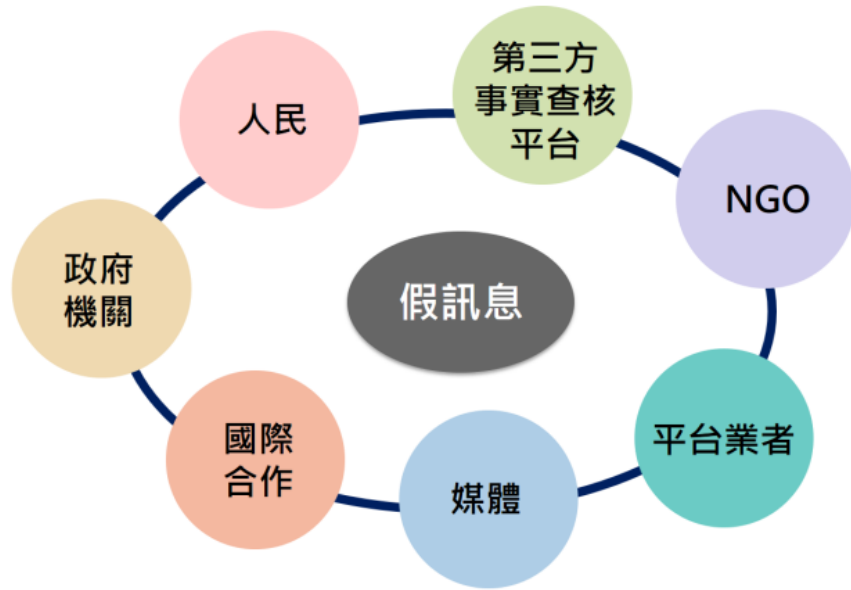 第三方
事實查核
平台
人民
NGO
政府
機關
假訊息
平台業者
國際
合作
媒體